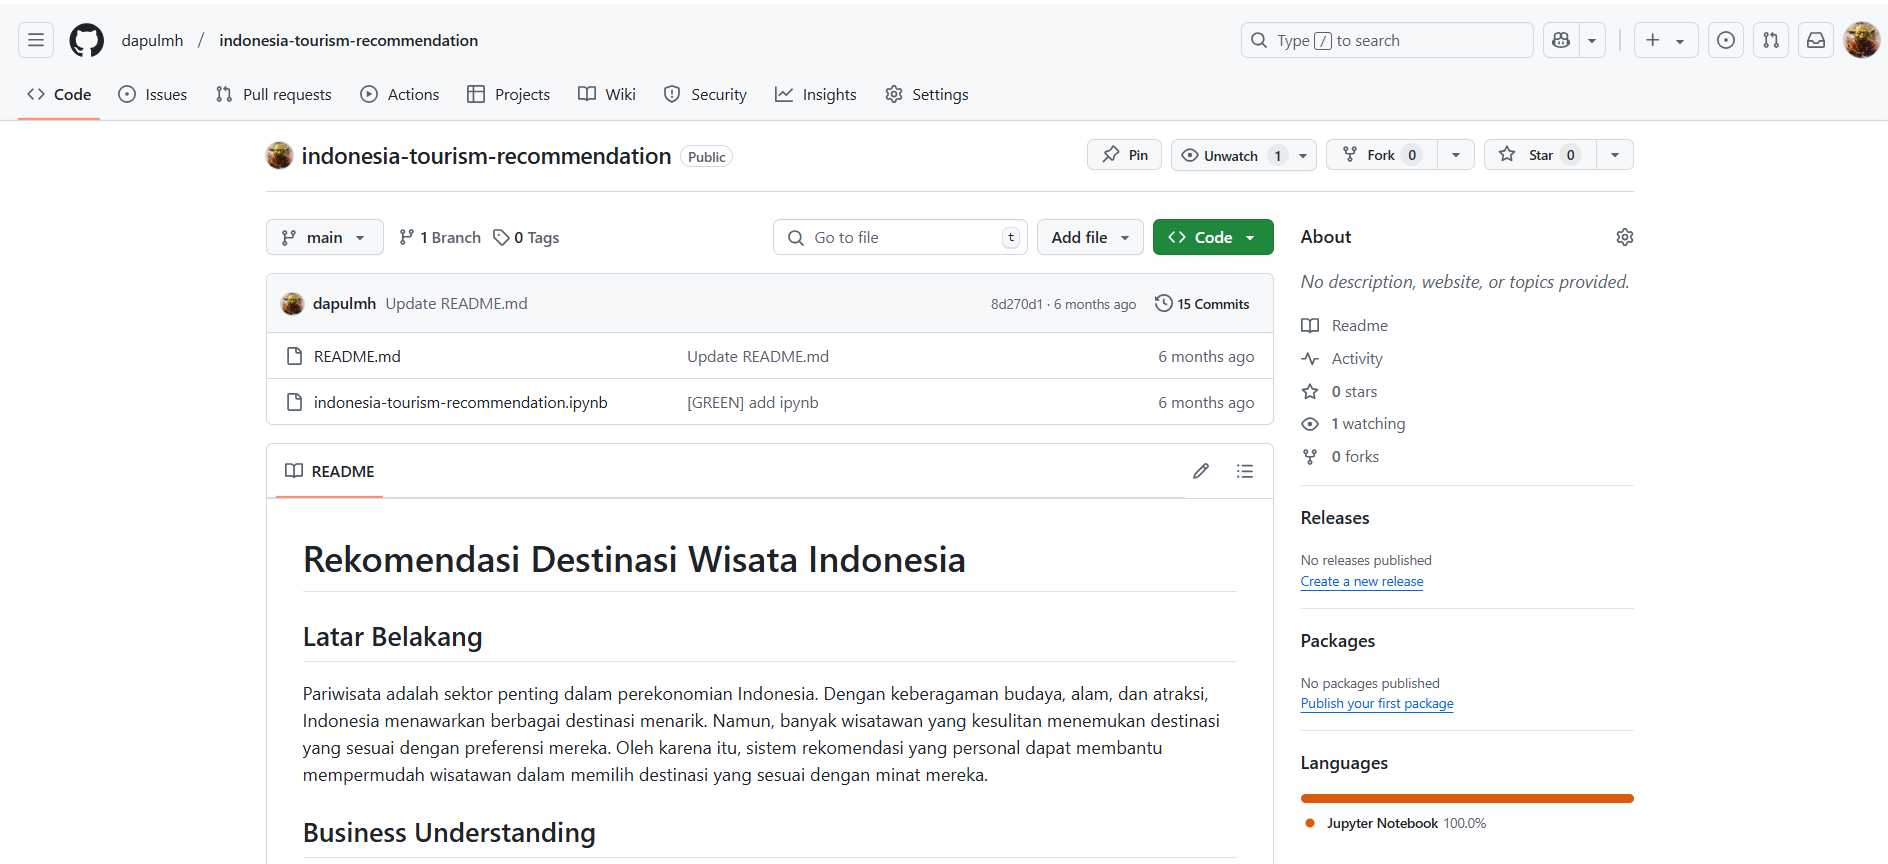 dapulmh / indonesia-tourism-recommendation
Type / to search
Code Issues Pull requests Actions Projects Wiki Security Insights Settings
indonesia-tourism-recommendation Public
Pin Unwatch 1 Fork 0 Star 0
main 1 Branch 0 Tags Go to file t Add file Code
dapulmh Update README.md 8d270d1 · 6 months ago 15 Commits
README.md Update README.md 6 months ago
indonesia-tourism-recommendation.ipynb [GREEN] add ipynb 6 months ago
README
Rekomendasi Destinasi Wisata Indonesia
Latar Belakang
Pariwisata adalah sektor penting dalam perekonomian Indonesia. Dengan keberagaman budaya, alam, dan atraksi,
Indonesia menawarkan berbagai destinasi menarik. Namun, banyak wisatawan yang kesulitan menemukan destinasi
yang sesuai dengan preferensi mereka. Oleh karena itu, sistem rekomendasi yang personal dapat membantu
mempermudah wisatawan dalam memilih destinasi yang sesuai dengan minat mereka.
Business Understanding
About
No description, website, or topics provided.
Readme
Activity
0 stars
1 watching
0 forks
Releases
No releases published
Create a new release
Packages
No packages published
Publish your first package
Languages
Jupyter Notebook 100.0%